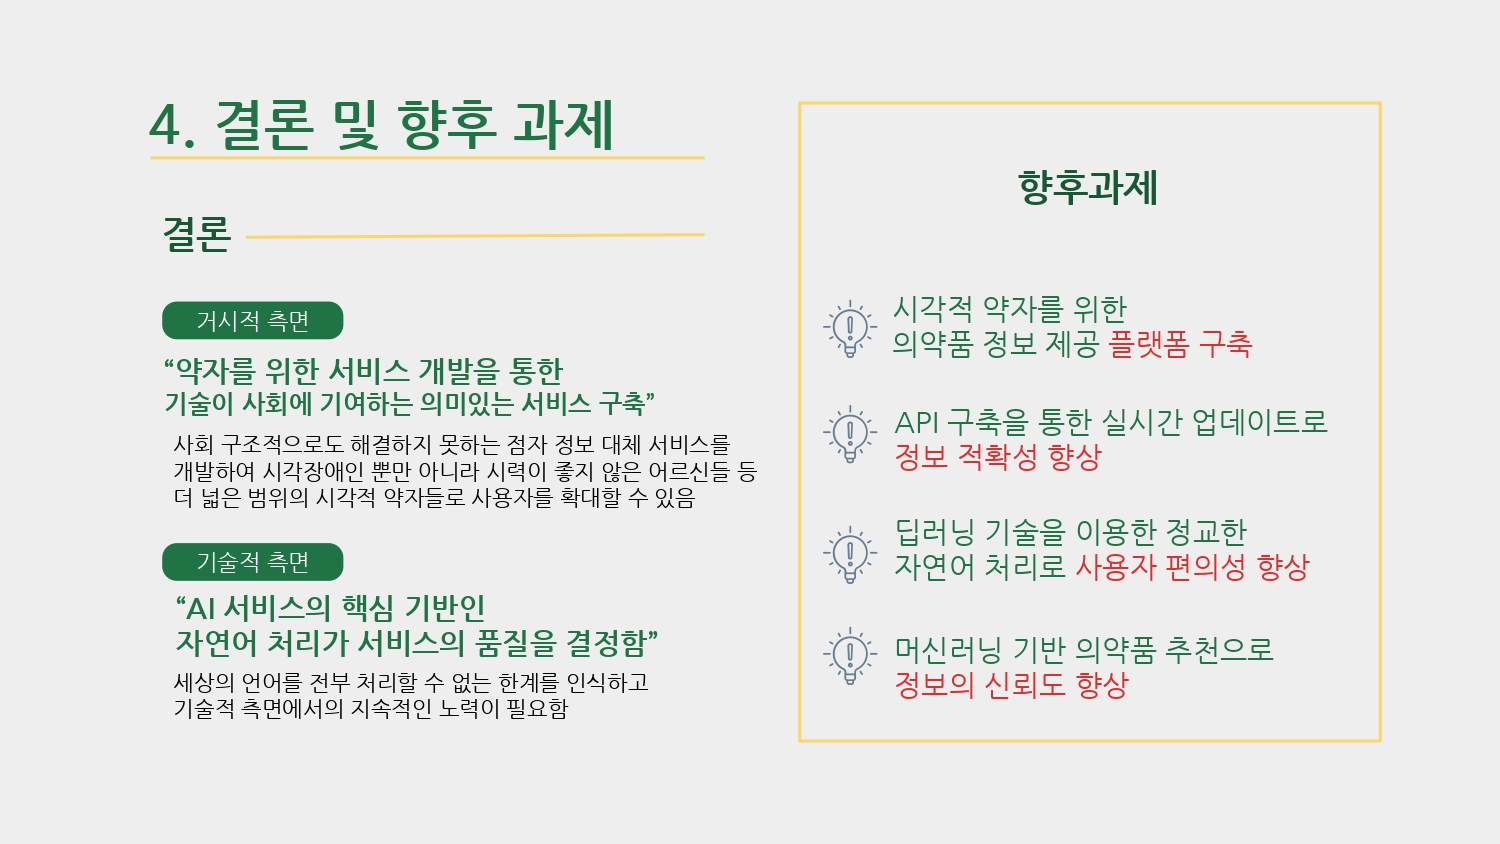 4. 결론 및 향후 과제
결론
거시적 측면
“약자를 위한 서비스 개발을 통한
기술이 사회에 기여하는 의미있는 서비스 구축”
사회 구조적으로도 해결하지 못하는 점자 정보 대체 서비스를
개발하여 시각장애인 뿐만 아니라 시력이 좋지 않은 어르신들 등
더 넓은 범위의 시각적 약자들로 사용자를 확대할 수 있음
기술적 측면
“AI 서비스의 핵심 기반인
자연어 처리가 서비스의 품질을 결정함”
세상의 언어를 전부 처리할 수 없는 한계를 인식하고
기술적 측면에서의 지속적인 노력이 필요함
향후과제
시각적 약자를 위한
의약품 정보 제공 플랫폼 구축
API 구축을 통한 실시간 업데이트로
정보 적확성 향상
딥러닝 기술을 이용한 정교한
자연어 처리로 사용자 편의성 향상
머신러닝 기반 의약품 추천으로
정보의 신뢰도 향상